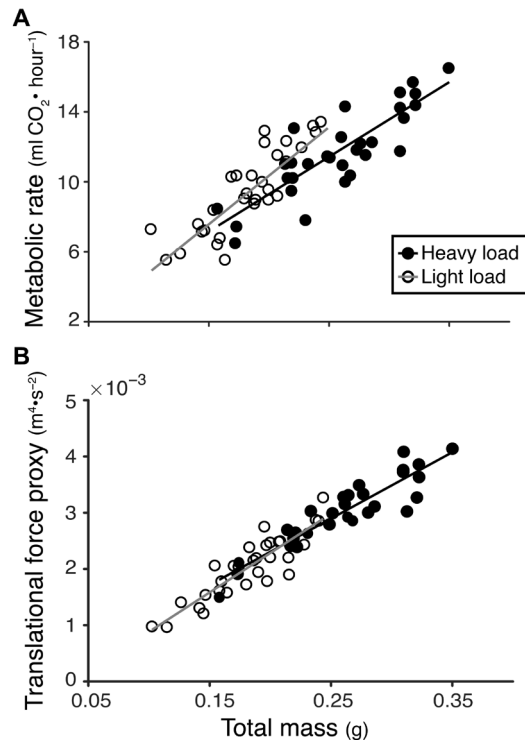 A
18
14
10
6
2
Metabolic rate (ml CO₂• hour⁻¹)
Heavy load
Light load
B
×10⁻³
5
4
3
2
1
0
Translational force proxy (m⁴•s⁻²)
0.05 0.15 0.25 0.35
Total mass (g)